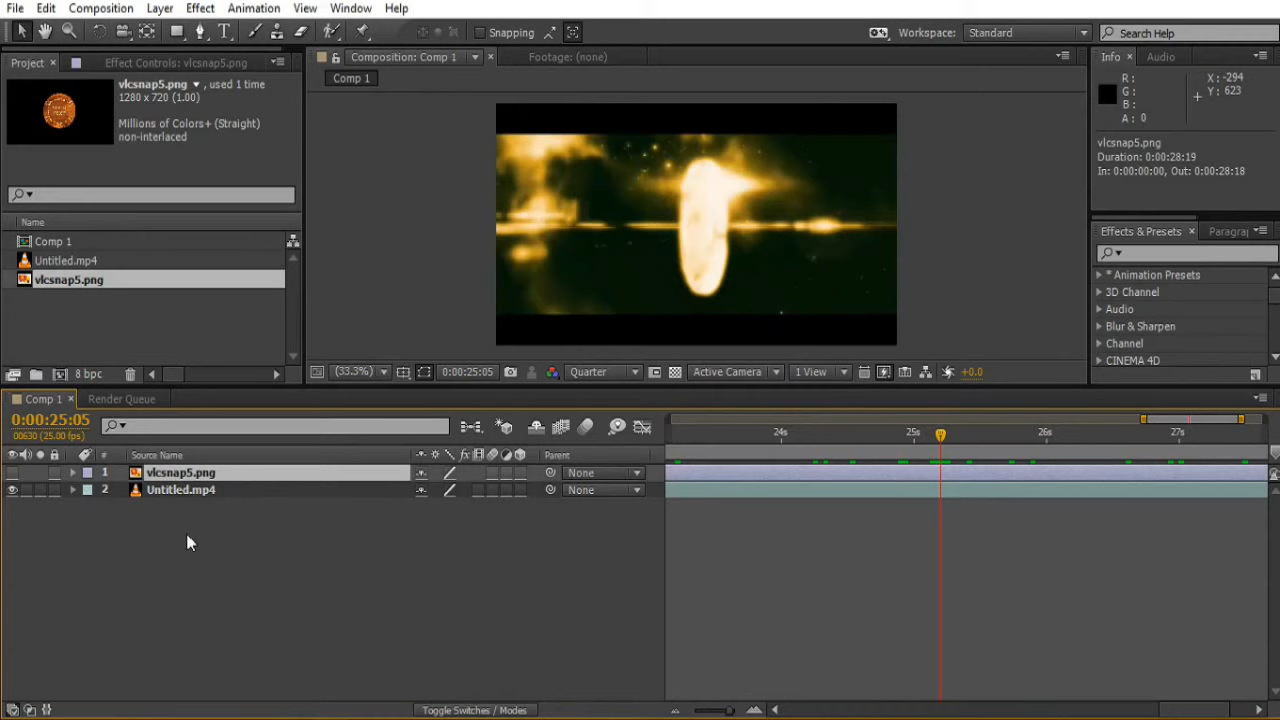 File Edit Composition Layer Effect Animation View Window Help
Snapping Workspace: Standard Search Help
Project Effect Controls: vlcsnap5.png Composition: Comp 1 Footage: (none) Info Audio
Comp 1
vlcsnap5.png ▼ , used 1 time
1280 x 720 (1.00)
Millions of Colors+ (Straight)
non-interlaced
R: X: -294
G: Y: 623
B:
A: 0
vlcsnap5.png
Duration: 0:00:28:19
In: 0:00:00:00, Out: 0:00:28:18
Name
Comp 1
Untitled.mp4
vlcsnap5.png
Effects & Presets Paragraph
* Animation Presets
3D Channel
Audio
Blur & Sharpen
Channel
CINEMA 4D
8 bpc (33.3%) 0:00:25:05 Quarter Active Camera 1 View +0.0
Comp 1 Render Queue
0:00:25:05
00630 (25.00 fps)
24s 25s 26s 27s
# Source Name fx Parent
1 vlcsnap5.png None
2 Untitled.mp4 None
Toggle Switches / Modes